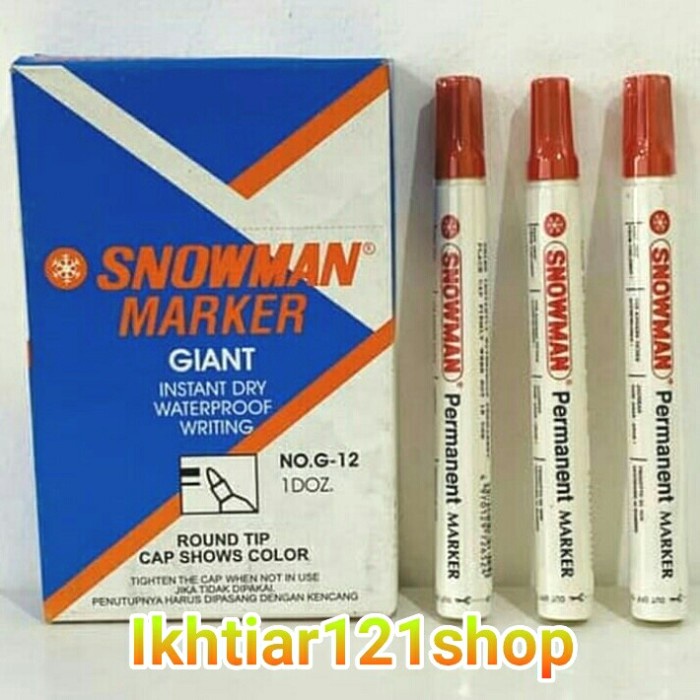 SNOWMAN®
MARKER
GIANT
INSTANT DRY
WATERPROOF
WRITING
NO.G-12
1 DOZ.
ROUND TIP
CAP SHOWS COLOR
TIGHTEN THE CAP WHEN NOT IN USE
JIKA TIDAK DIPAKAI,
PENUTUPNYA HARUS DIPASANG DENGAN KENCANG
SNOWMAN® Permanent MARKER
SNOWMAN® Permanent MARKER
SNOWMAN® Permanent MARKER
Ikhtiar121shop